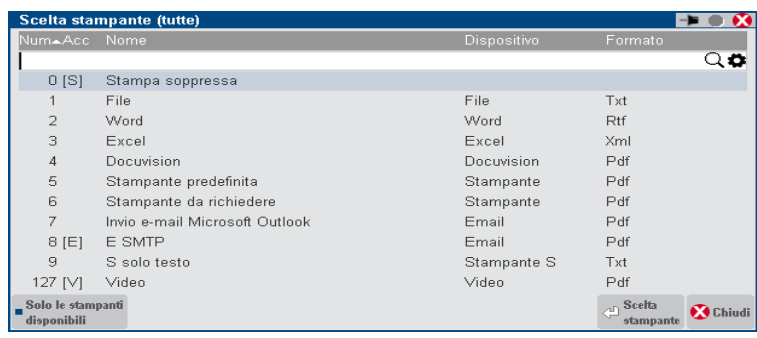 Scelta stampante (tutte)
Num Acc Nome Dispositivo Formato
0 [S] Stampa soppressa
1 File File Txt
2 Word Word Rtf
3 Excel Excel Xml
4 Docuvision Docuvision Pdf
5 Stampante predefinita Stampante Pdf
6 Stampante da richiedere Stampante Pdf
7 Invio e-mail Microsoft Outlook Email Pdf
8 [E] E SMTP Email Pdf
9 S solo testo Stampante S Txt
127 [V] Video Video Pdf
Solo le stampanti
disponibili
Scelta
stampante
Chiudi